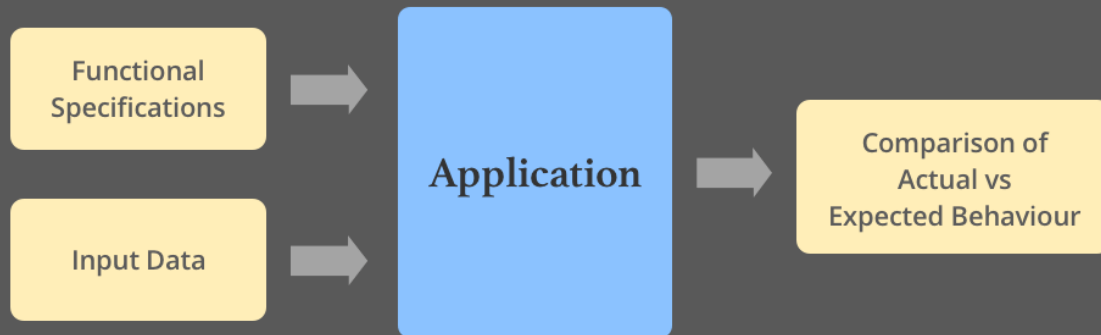 Functional
Specifications
Input Data
Application
Comparison of
Actual vs
Expected Behaviour